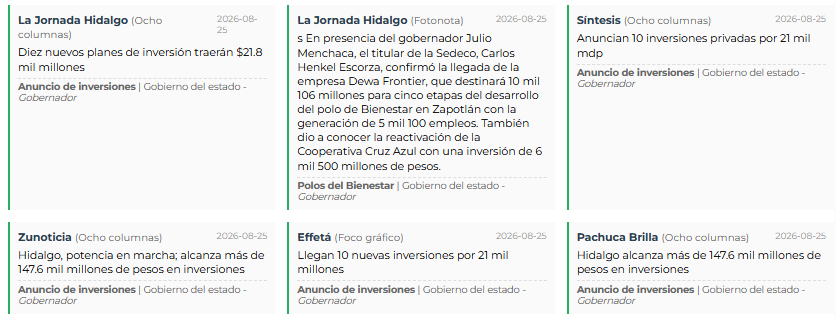 La Jornada Hidalgo (Ocho columnas) 2026-08-25
Diez nuevos planes de inversión traerán $21.8
mil millones
Anuncio de inversiones | Gobierno del estado -
Gobernador
La Jornada Hidalgo (Fotonota) 2026-08-25
s En presencia del gobernador Julio
Menchaca, el titular de la Sedeco, Carlos
Henkel Escorza, confirmó la llegada de la
empresa Dewa Frontier, que destinará 10 mil
106 millones para cinco etapas del desarrollo
del polo de Bienestar en Zapotlán con la
generación de 5 mil 100 empleos. También
dio a conocer la reactivación de la
Cooperativa Cruz Azul con una inversión de 6
mil 500 millones de pesos.
Polos del Bienestar | Gobierno del estado -
Gobernador
Síntesis (Ocho columnas) 2026-08-25
Anuncian 10 inversiones privadas por 21 mil
mdp
Anuncio de inversiones | Gobierno del estado -
Gobernador
Zunoticia (Ocho columnas) 2026-08-25
Hidalgo, potencia en marcha; alcanza más de
147.6 mil millones de pesos en inversiones
Anuncio de inversiones | Gobierno del estado -
Gobernador
Effetá (Foco gráfico) 2026-08-25
Llegan 10 nuevas inversiones por 21 mil
millones
Anuncio de inversiones | Gobierno del estado -
Gobernador
Pachuca Brilla (Ocho columnas) 2026-08-25
Hidalgo alcanza más de 147.6 mil millones de
pesos en inversiones
Anuncio de inversiones | Gobierno del estado -
Gobernador